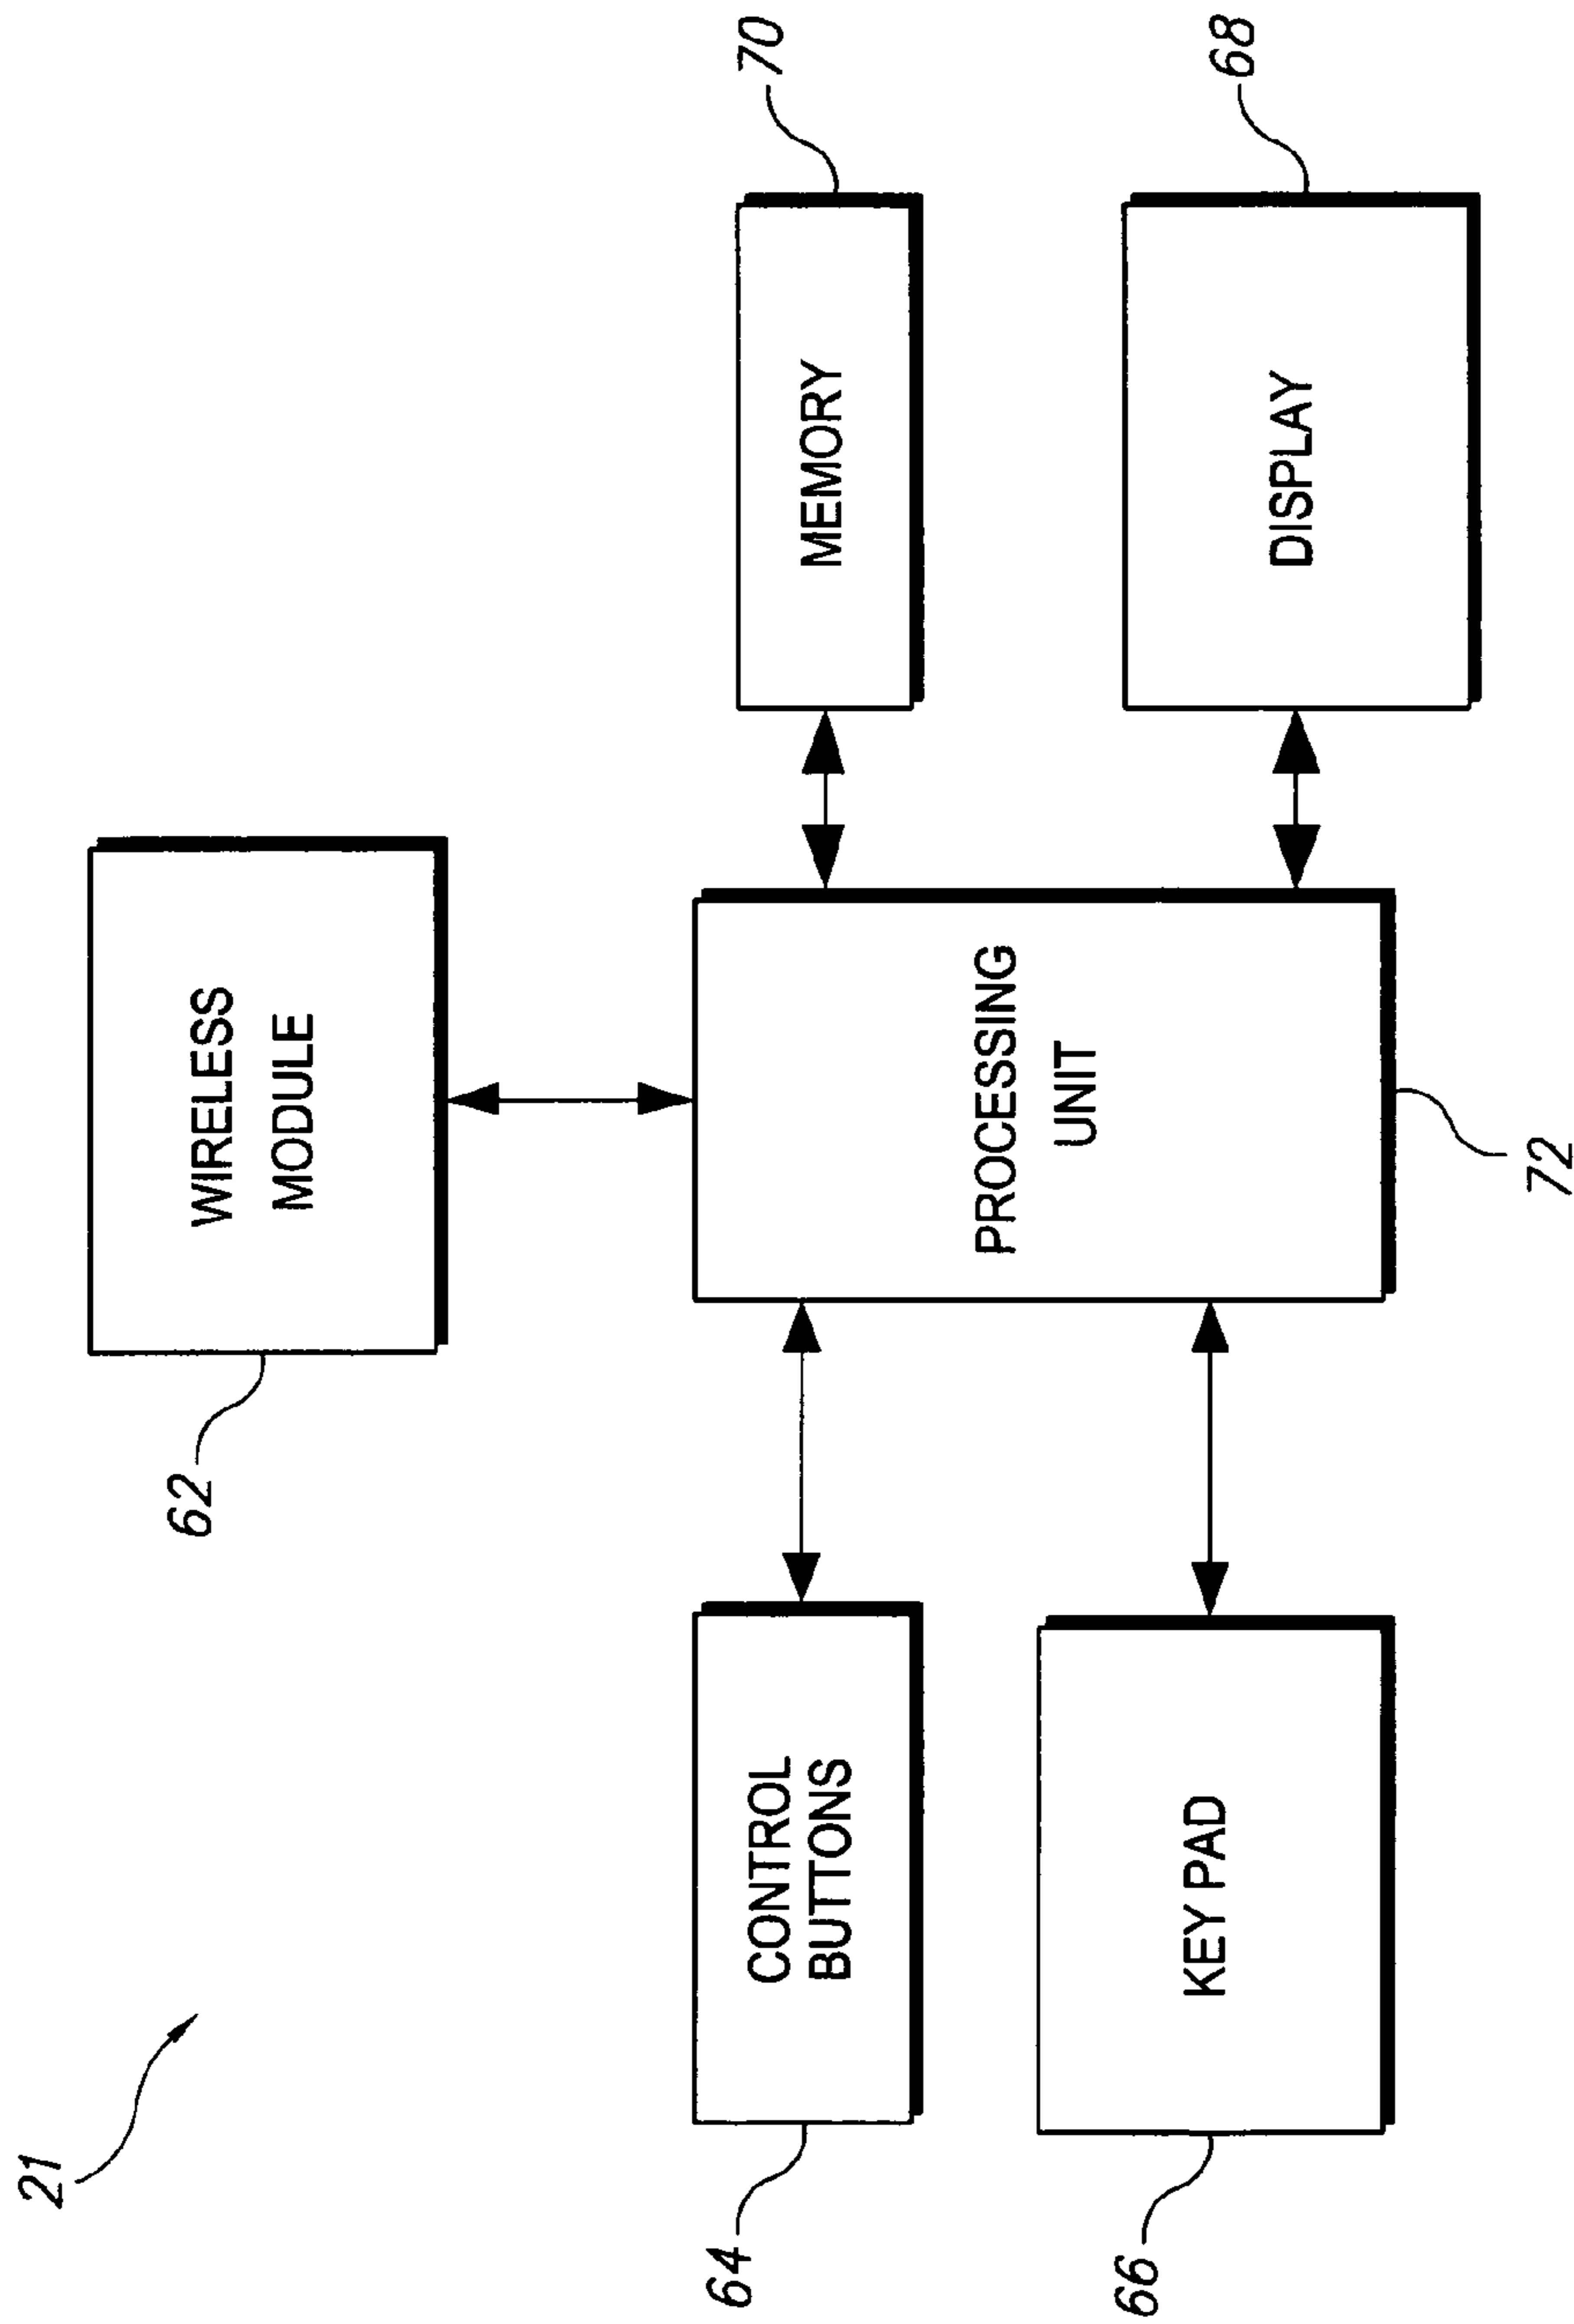 21
62
WIRELESS
MODULE
64
CONTROL
BUTTONS
PROCESSING
UNIT
MEMORY
70
66
KEY PAD
72
DISPLAY
68